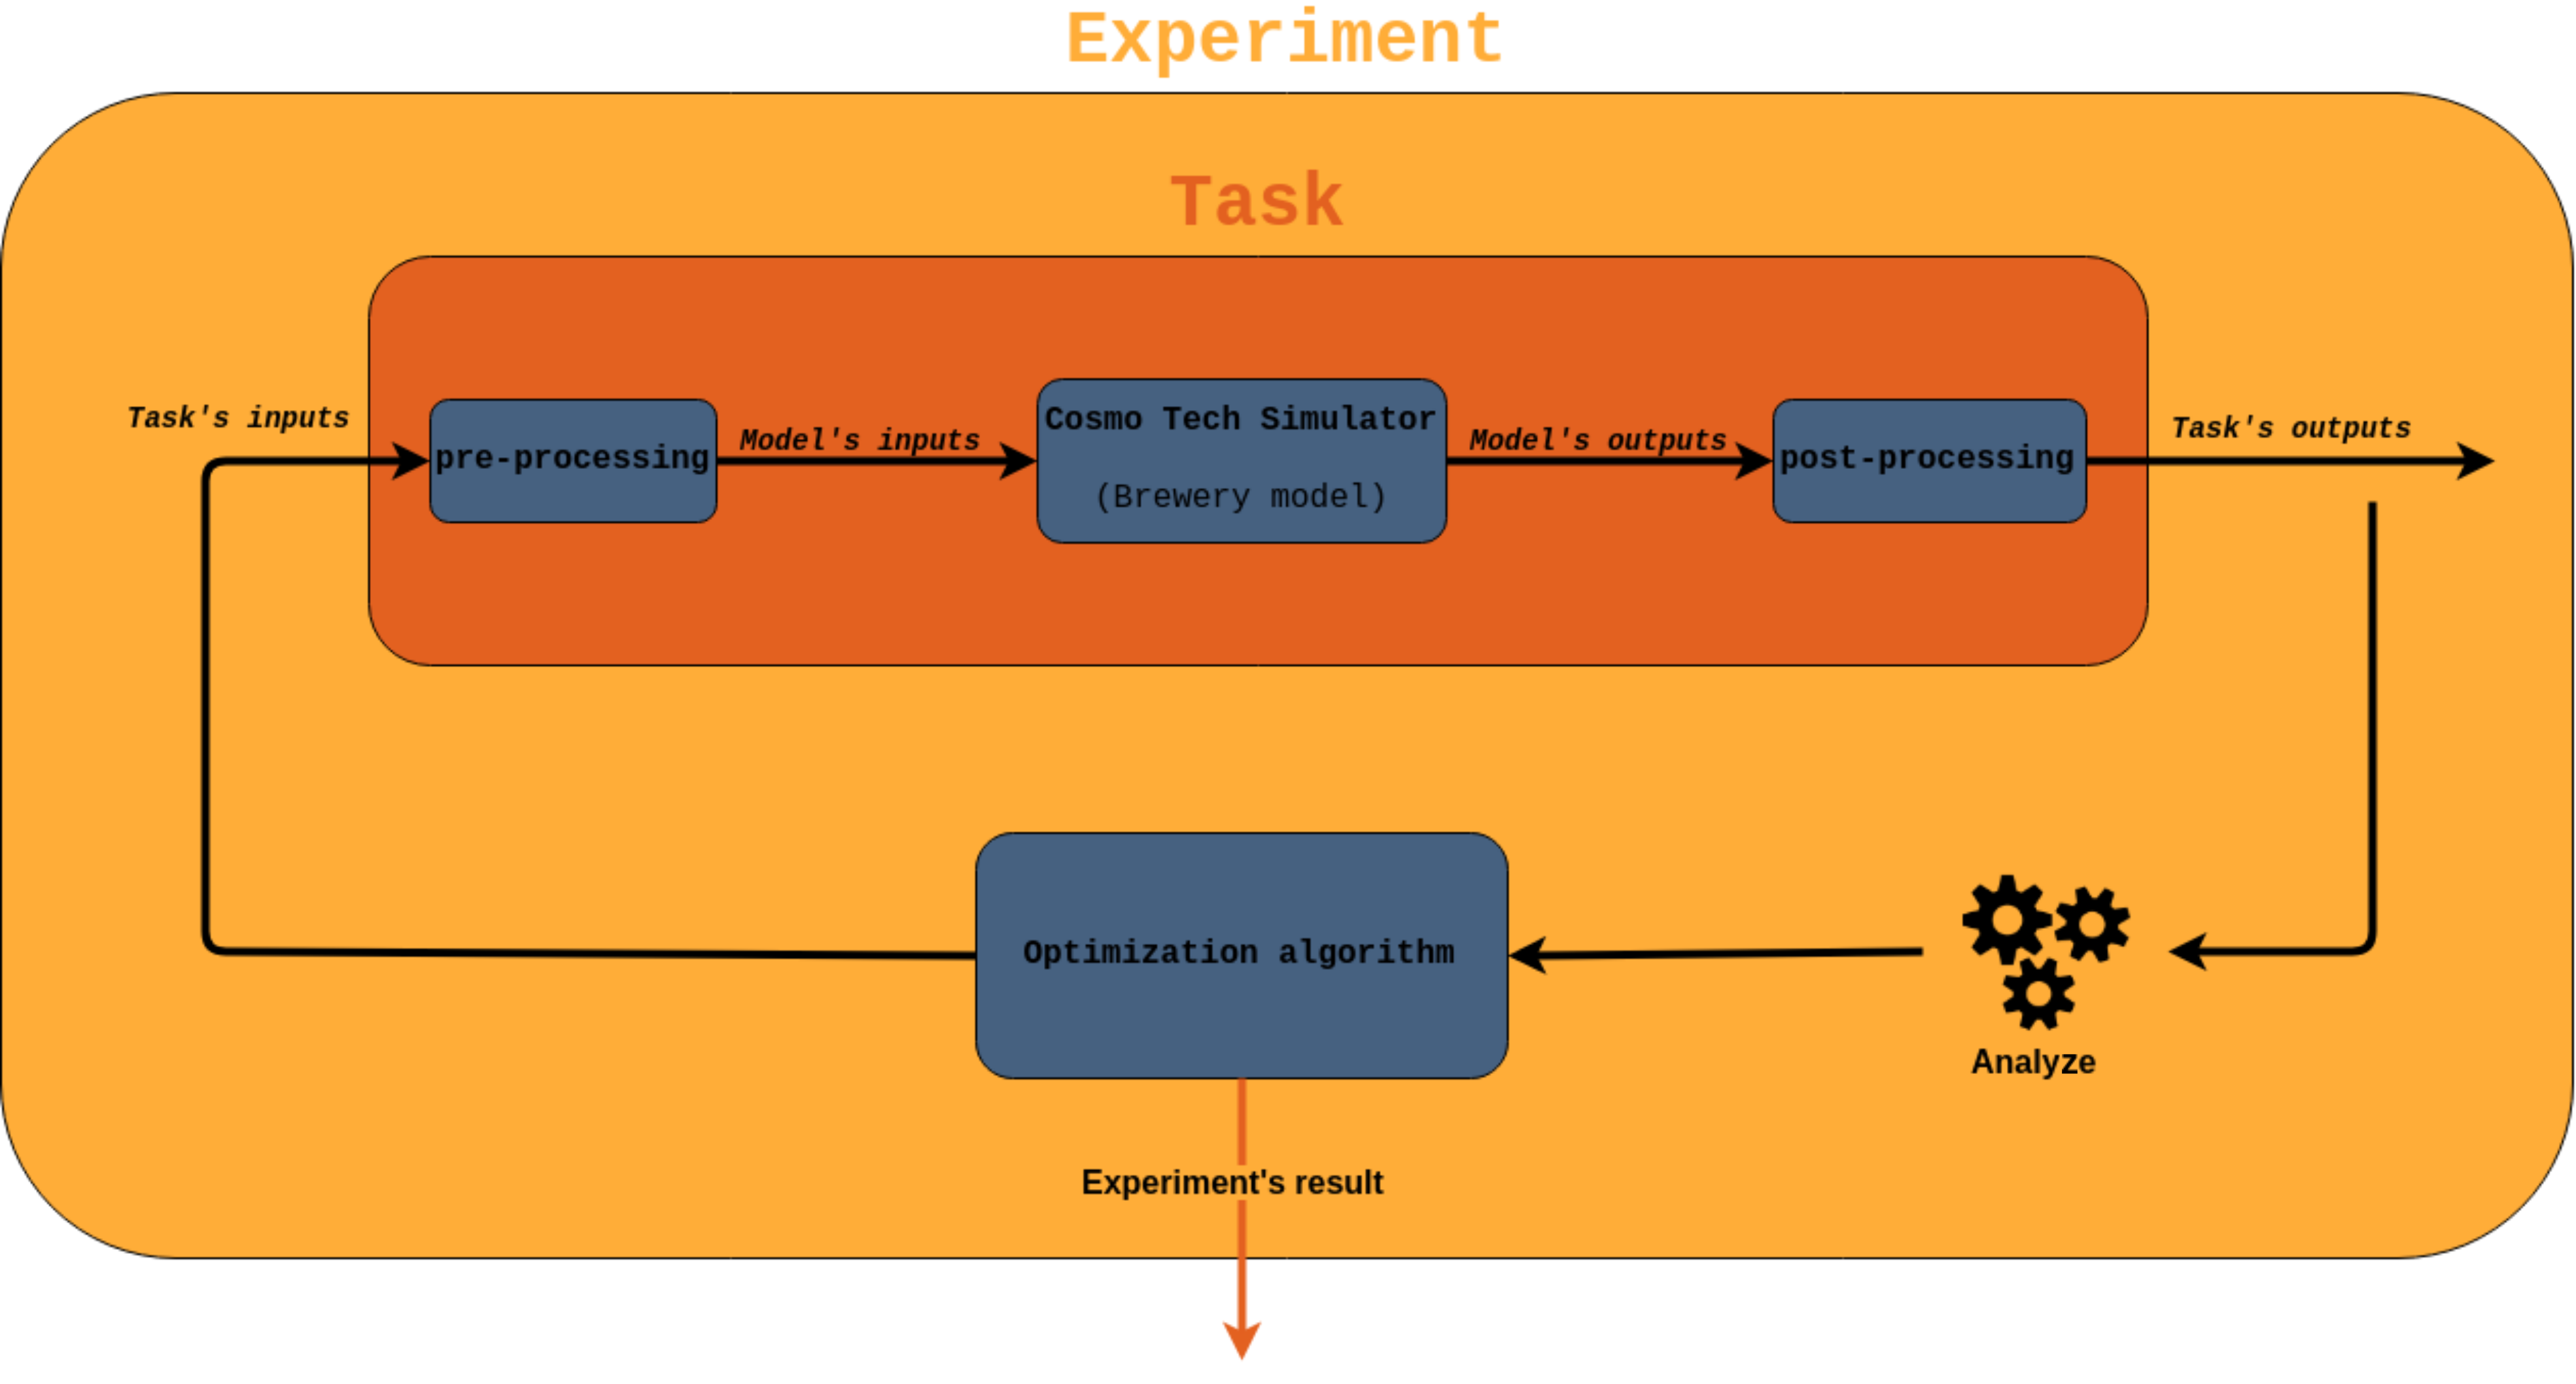 Experiment
Task
Task's inputs
pre-processing
Model's inputs
Cosmo Tech Simulator
(Brewery model)
Model's outputs
post-processing
Task's outputs
Optimization algorithm
Analyze
Experiment's result